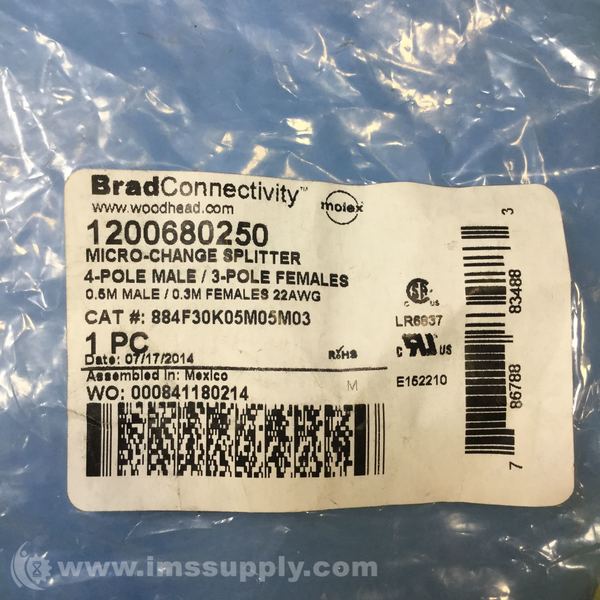 BradConnectivity™
molex
www.woodhead.com
1200680250
MICRO-CHANGE SPLITTER
4-POLE MALE / 3-POLE FEMALES
0.5M MALE / 0.3M FEMALES 22AWG
CAT #: 884F30K05M05M03
1 PC
Date: 07/17/2014
RoHS
Assembled in: Mexico
M
WO: 000841180214
C US
LR6837
C UL US
E152210
7 86788 83488 3
www.imssupply.com